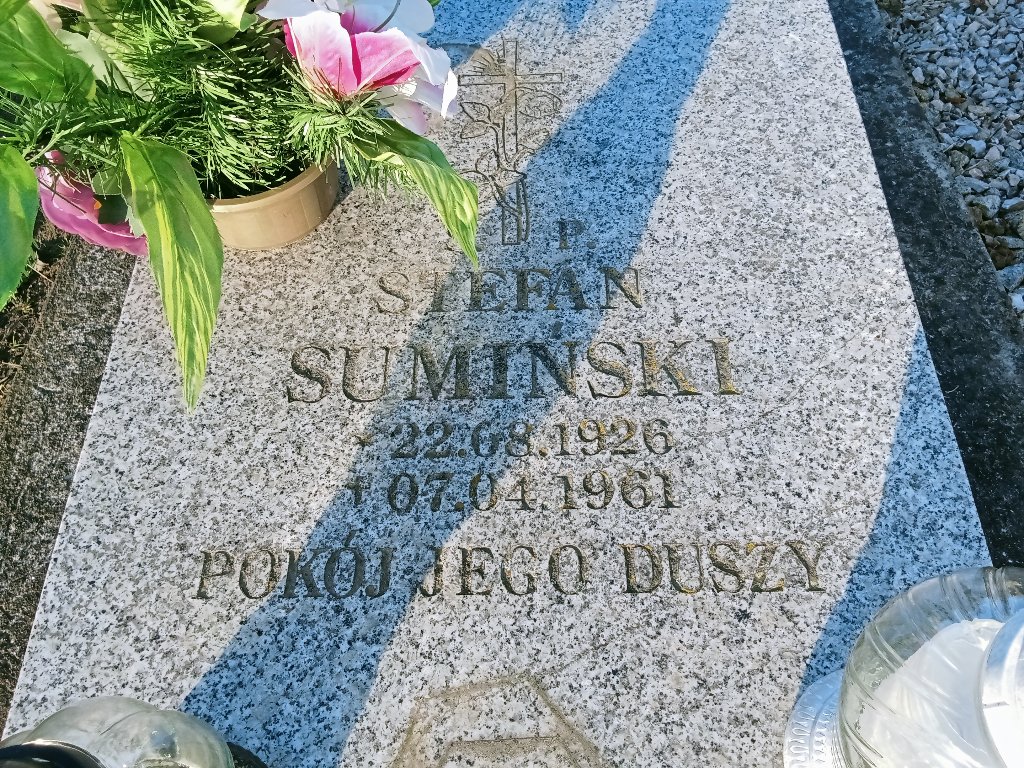 P.
STEFAN
SUMIŃSKI
* 22.08.1926
+ 07.04.1961
POKÓJ JEGO DUSZY